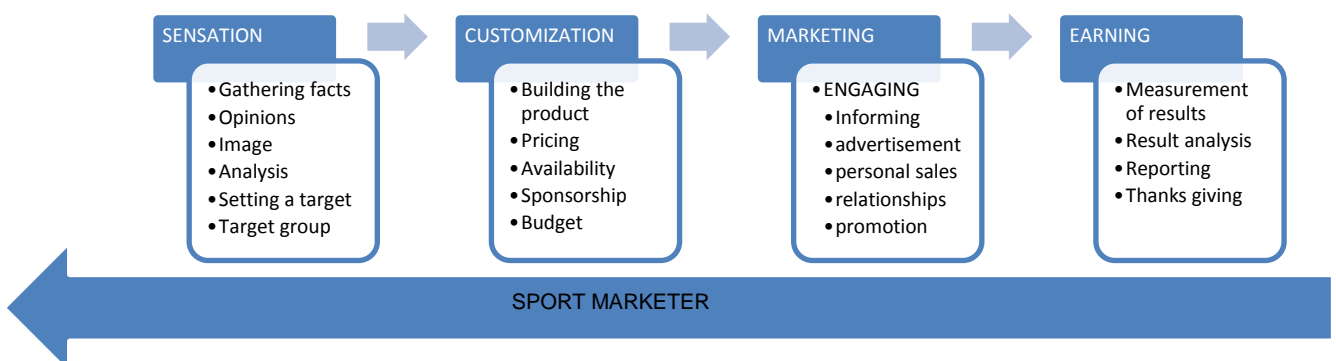 SENSATION
• Gathering facts
• Opinions
• Image
• Analysis
• Setting a target
• Target group
CUSTOMIZATION
• Building the
product
• Pricing
• Availability
• Sponsorship
• Budget
MARKETING
• ENGAGING
• Informing
• advertisement
• personal sales
• relationships
• promotion
EARNING
• Measurement
of results
• Result analysis
• Reporting
• Thanks giving
SPORT MARKETER